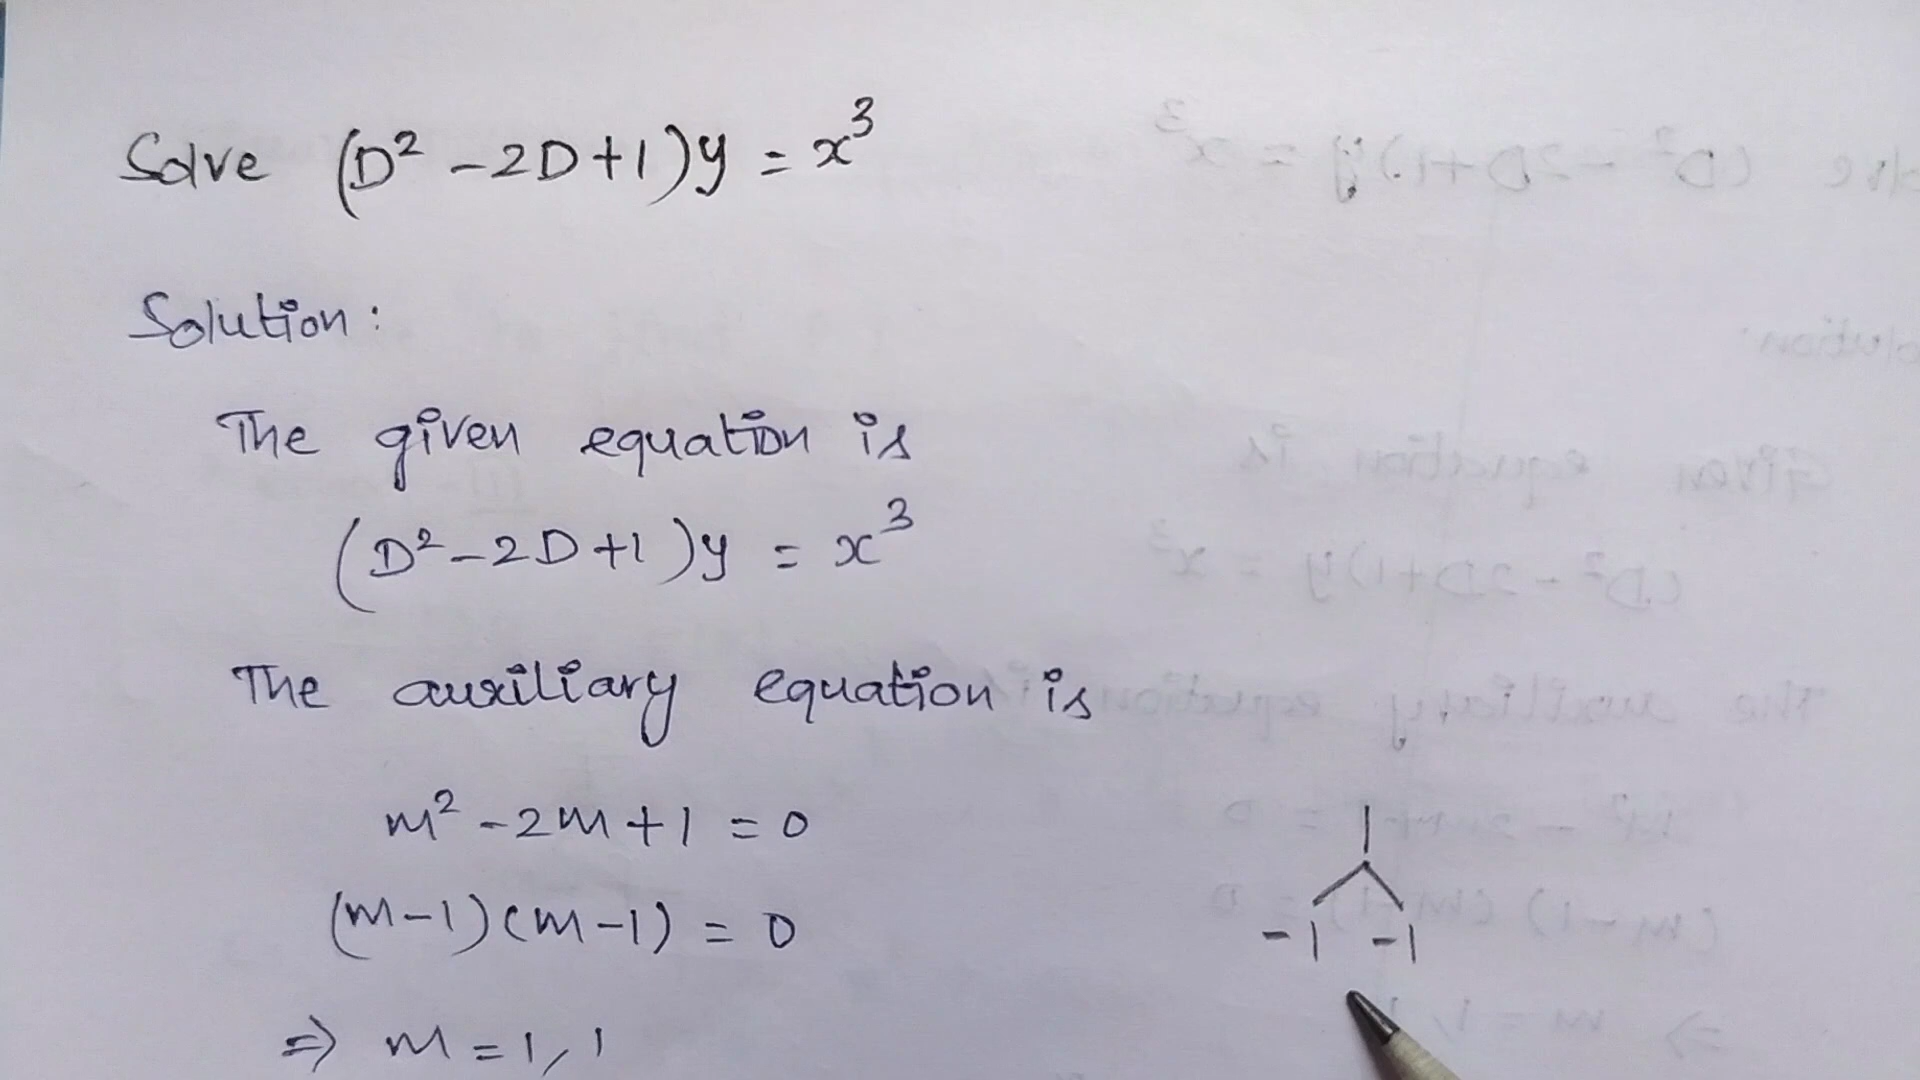 Solve (D² - 2D + 1)y = x³
Solution:
The given equation is
(D² - 2D + 1)y = x³
The auxiliary equation is
m² - 2m + 1 = 0
(m-1)(m-1) = 0
⇒ m = 1, 1
1
-1 -1